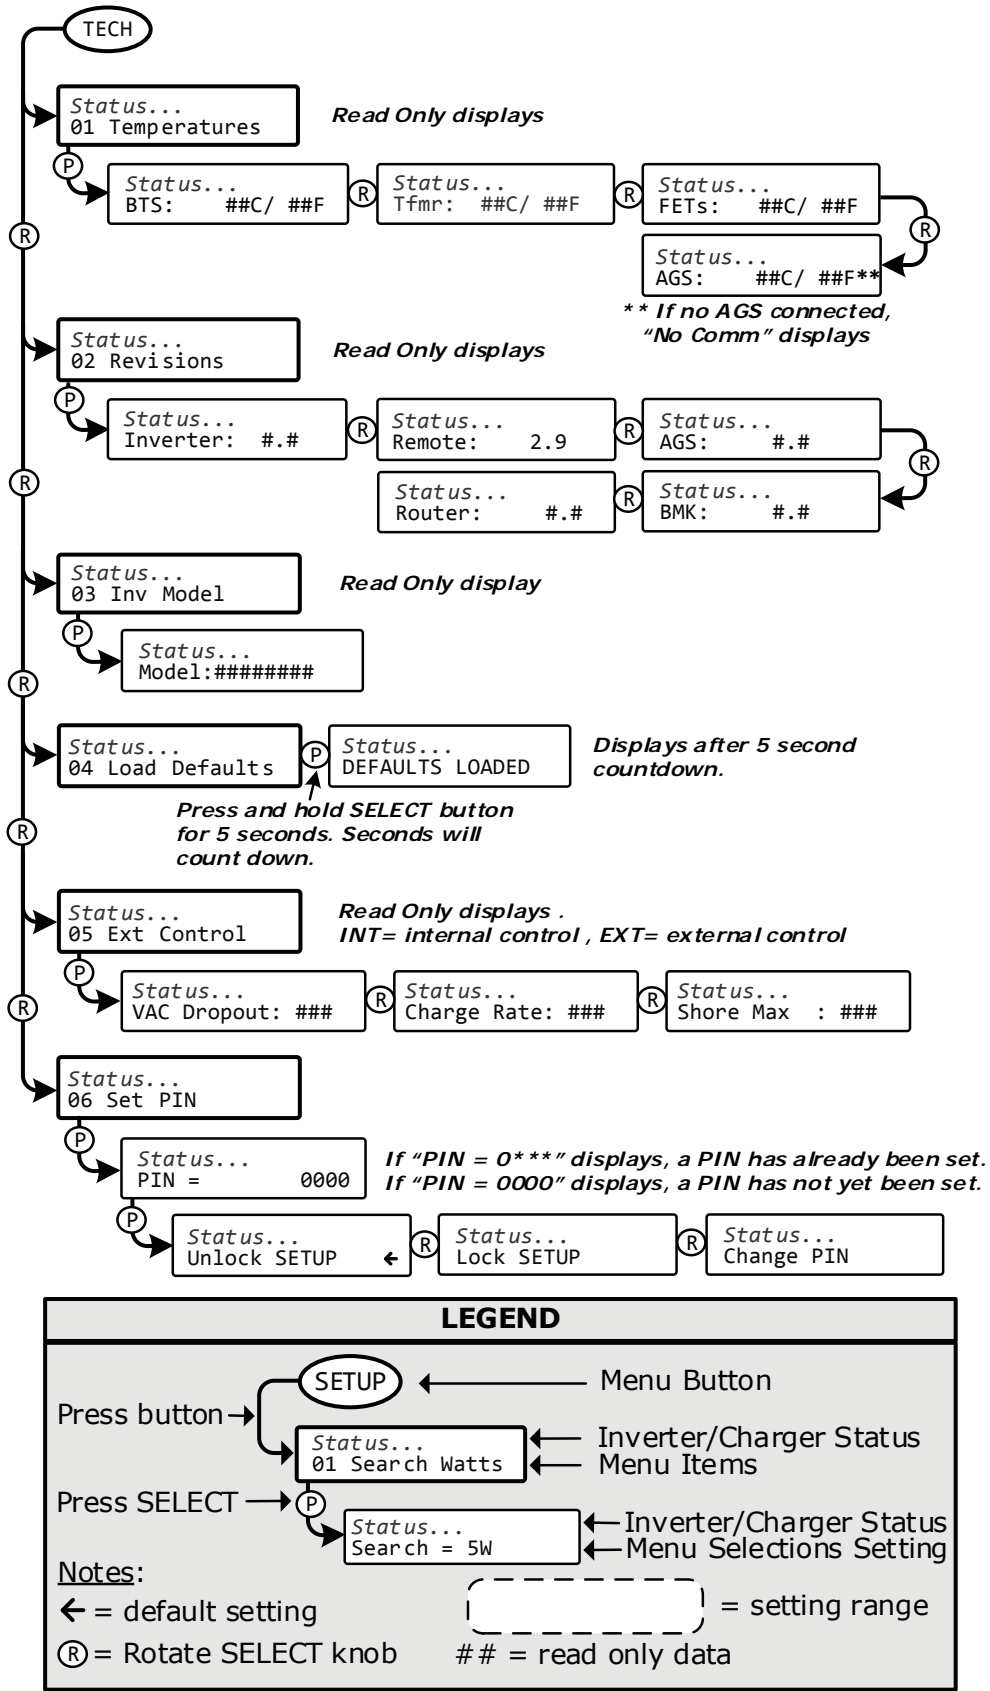 TECH
Status...
01 Temperatures
Read Only displays
P
Status...
BTS: ##C/ ##F
R
Status...
Tfmr: ##C/ ##F
R
Status...
FETs: ##C/ ##F
R
R
Status...
AGS: ##C/ ##F**
** If no AGS connected,
“No Comm” displays
Status...
02 Revisions
Read Only displays
P
Status...
Inverter: #.#
R
Status...
Remote: 2.9
R
Status...
AGS: #.#
R
R
Status...
Router: #.#
R
Status...
BMK: #.#
Status...
03 Inv Model
Read Only display
P
Status...
Model:########
R
Status...
04 Load Defaults
P
Status...
DEFAULTS LOADED
Displays after 5 second
countdown.
Press and hold SELECT button
for 5 seconds. Seconds will
count down.
R
Status...
05 Ext Control
Read Only displays .
INT= internal control , EXT= external control
P
Status...
VAC Dropout: ###
R
Status...
Charge Rate: ###
R
Status...
Shore Max : ###
R
Status...
06 Set PIN
P
Status...
PIN = 0000
If “PIN = 0***” displays, a PIN has already been set.
If “PIN = 0000” displays, a PIN has not yet been set.
P
Status...
Unlock SETUP ←
R
Status...
Lock SETUP
R
Status...
Change PIN
LEGEND
SETUP
Menu Button
Press button
Status...
01 Search Watts
Inverter/Charger Status
Menu Items
Press SELECT
P
Status...
Search = 5W
Inverter/Charger Status
Menu Selections Setting
Notes:
← = default setting
= setting range
R = Rotate SELECT knob
## = read only data